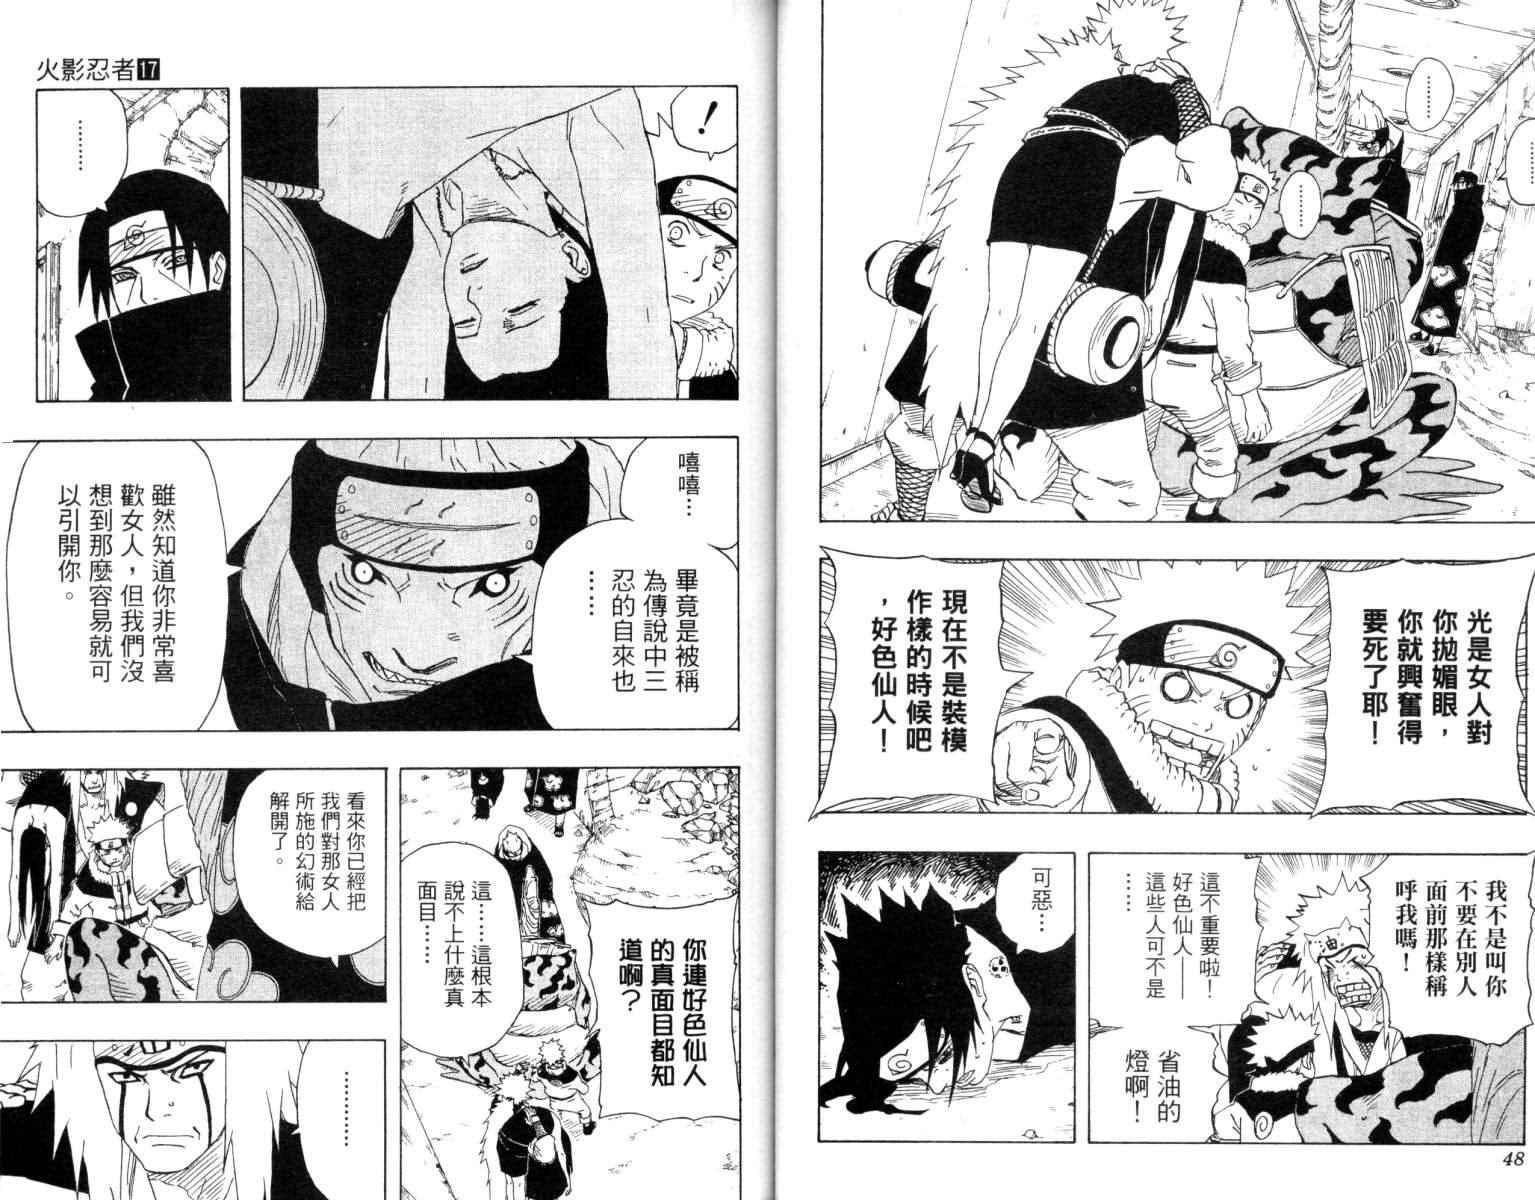 ………
………
………
光是女人對
你拋媚眼，
你就興奮得
要死了耶！
現在不是裝模
作樣的時候吧
，好色仙人！
我不是叫你
不要在別人
面前那樣稱
呼我嗎！
這不重要啦！
好色仙人——
這些人可不是
……
省油的
燈啊！
可惡…
48
火影忍者17
！
………
嘻嘻…
畢竟是被稱
為傳說中三
忍的自來也
……
雖然知道你非常喜
歡女人，但我們沒
想到那麼容易就可
以引開你。
你連好色仙人
的真面目都知
道啊？
這……這根本
說不上什麼真
面目……
看來你已經把
我們對那女人
所施的幻術給
解開了。
油
………